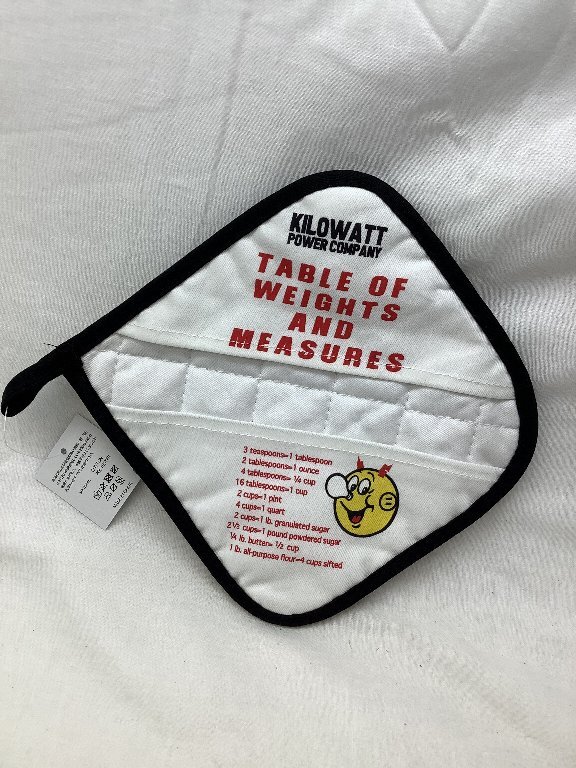 KILOWATT
POWER COMPANY
TABLE OF
WEIGHTS
AND
MEASURES
3 teaspoons=1 tablespoon
2 tablespoons=1 ounce
4 tablespoons= ¼ cup
16 tablespoons=1 cup
2 cups=1 pint
4 cups=1 quart
2 cups=1 lb. granulated sugar
2½ cups=1 pound powdered sugar
¼ lb. butter= ½ cup
1 lb. all-purpose flour=4 cups sifted